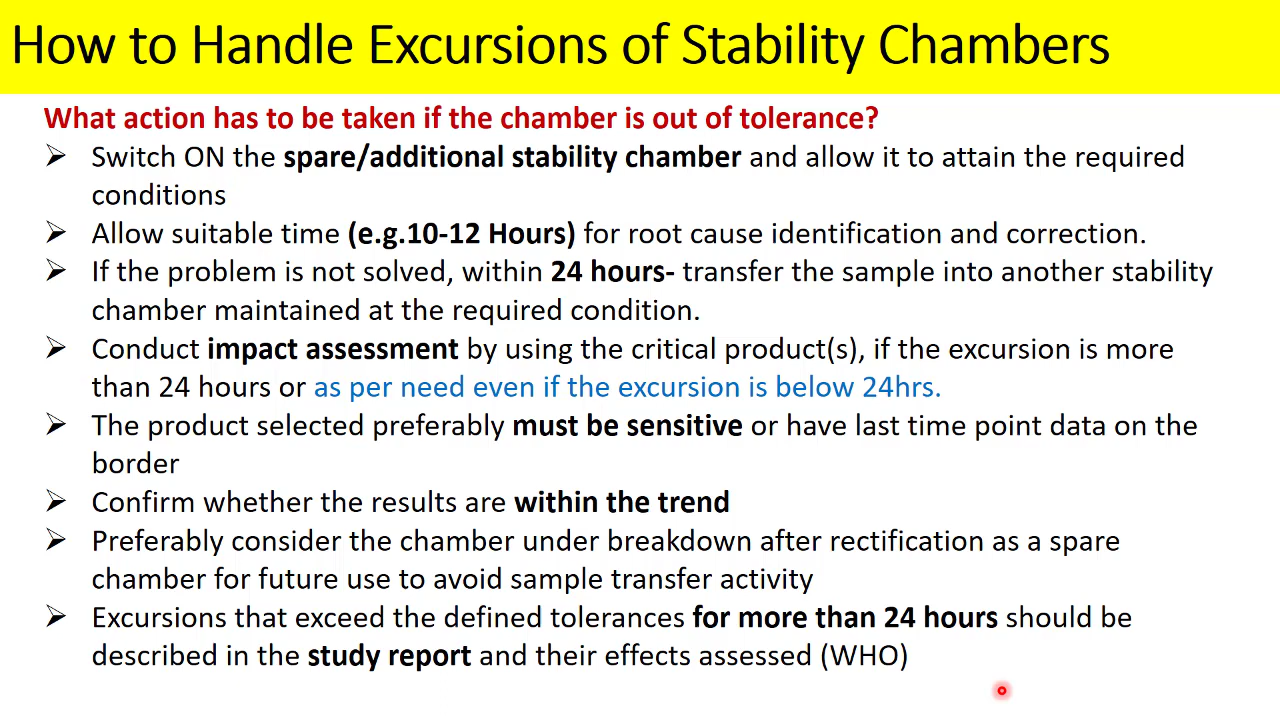 How to Handle Excursions of Stability Chambers
What action has to be taken if the chamber is out of tolerance?
➢ Switch ON the spare/additional stability chamber and allow it to attain the required
conditions
➢ Allow suitable time (e.g.10-12 Hours) for root cause identification and correction.
➢ If the problem is not solved, within 24 hours- transfer the sample into another stability
chamber maintained at the required condition.
➢ Conduct impact assessment by using the critical product(s), if the excursion is more
than 24 hours or as per need even if the excursion is below 24hrs.
➢ The product selected preferably must be sensitive or have last time point data on the
border
➢ Confirm whether the results are within the trend
➢ Preferably consider the chamber under breakdown after rectification as a spare
chamber for future use to avoid sample transfer activity
➢ Excursions that exceed the defined tolerances for more than 24 hours should be
described in the study report and their effects assessed (WHO)